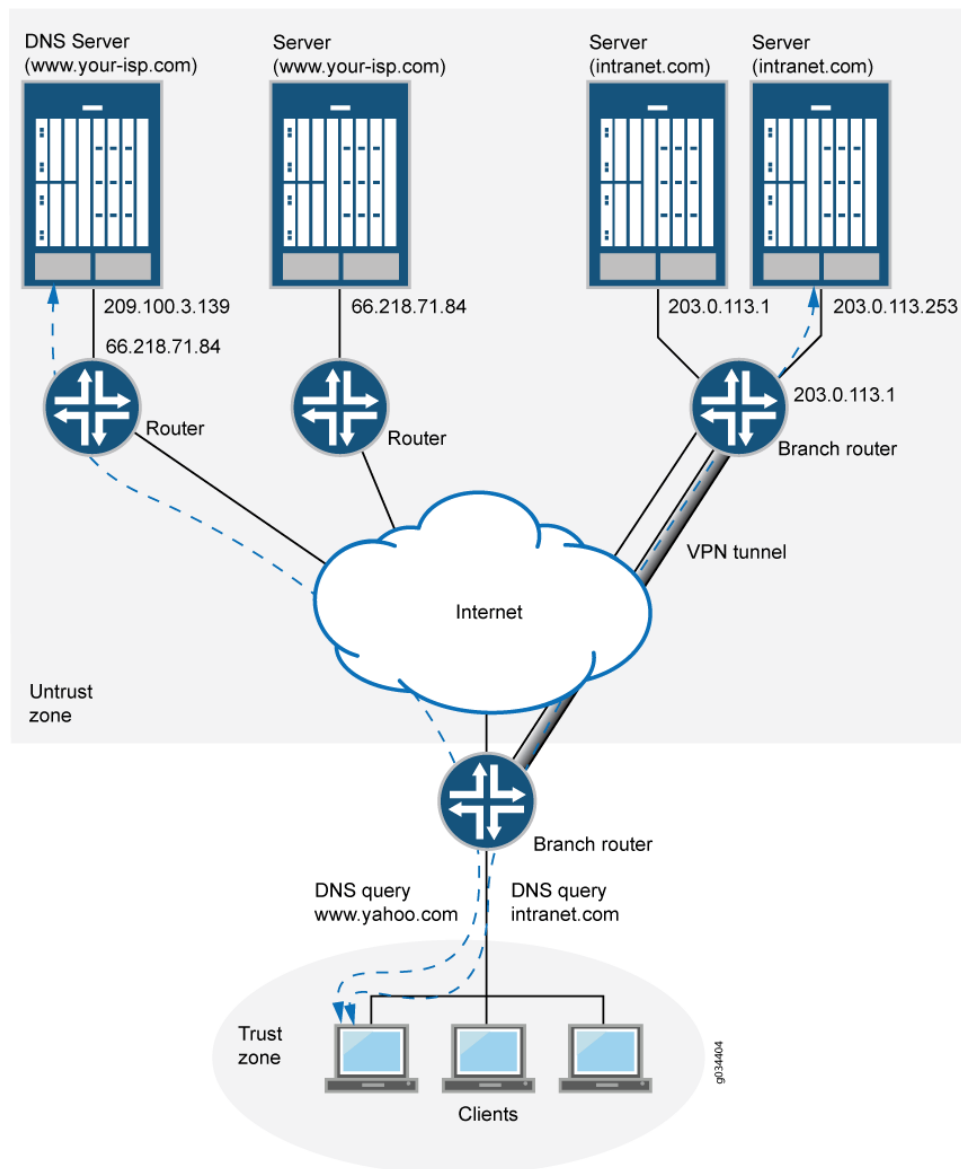 DNS Server
(www.your-isp.com)
Server
(www.your-isp.com)
Server
(intranet.com)
Server
(intranet.com)
209.100.3.139
66.218.71.84
203.0.113.1
203.0.113.253
66.218.71.84
203.0.113.1
Router
Router
Branch router
VPN tunnel
Internet
Untrust
zone
Branch router
DNS query
www.yahoo.com
DNS query
intranet.com
Trust
zone
Clients
g034404